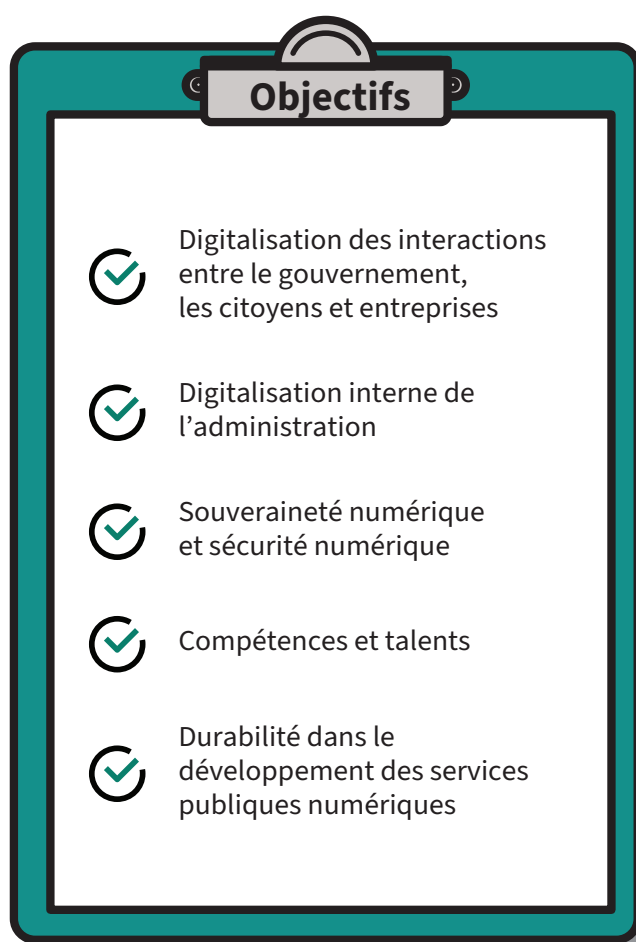 Objectifs
Digitalisation des interactions
entre le gouvernement,
les citoyens et entreprises
Digitalisation interne de
l’administration
Souveraineté numérique
et sécurité numérique
Compétences et talents
Durabilité dans le
développement des services
publiques numériques